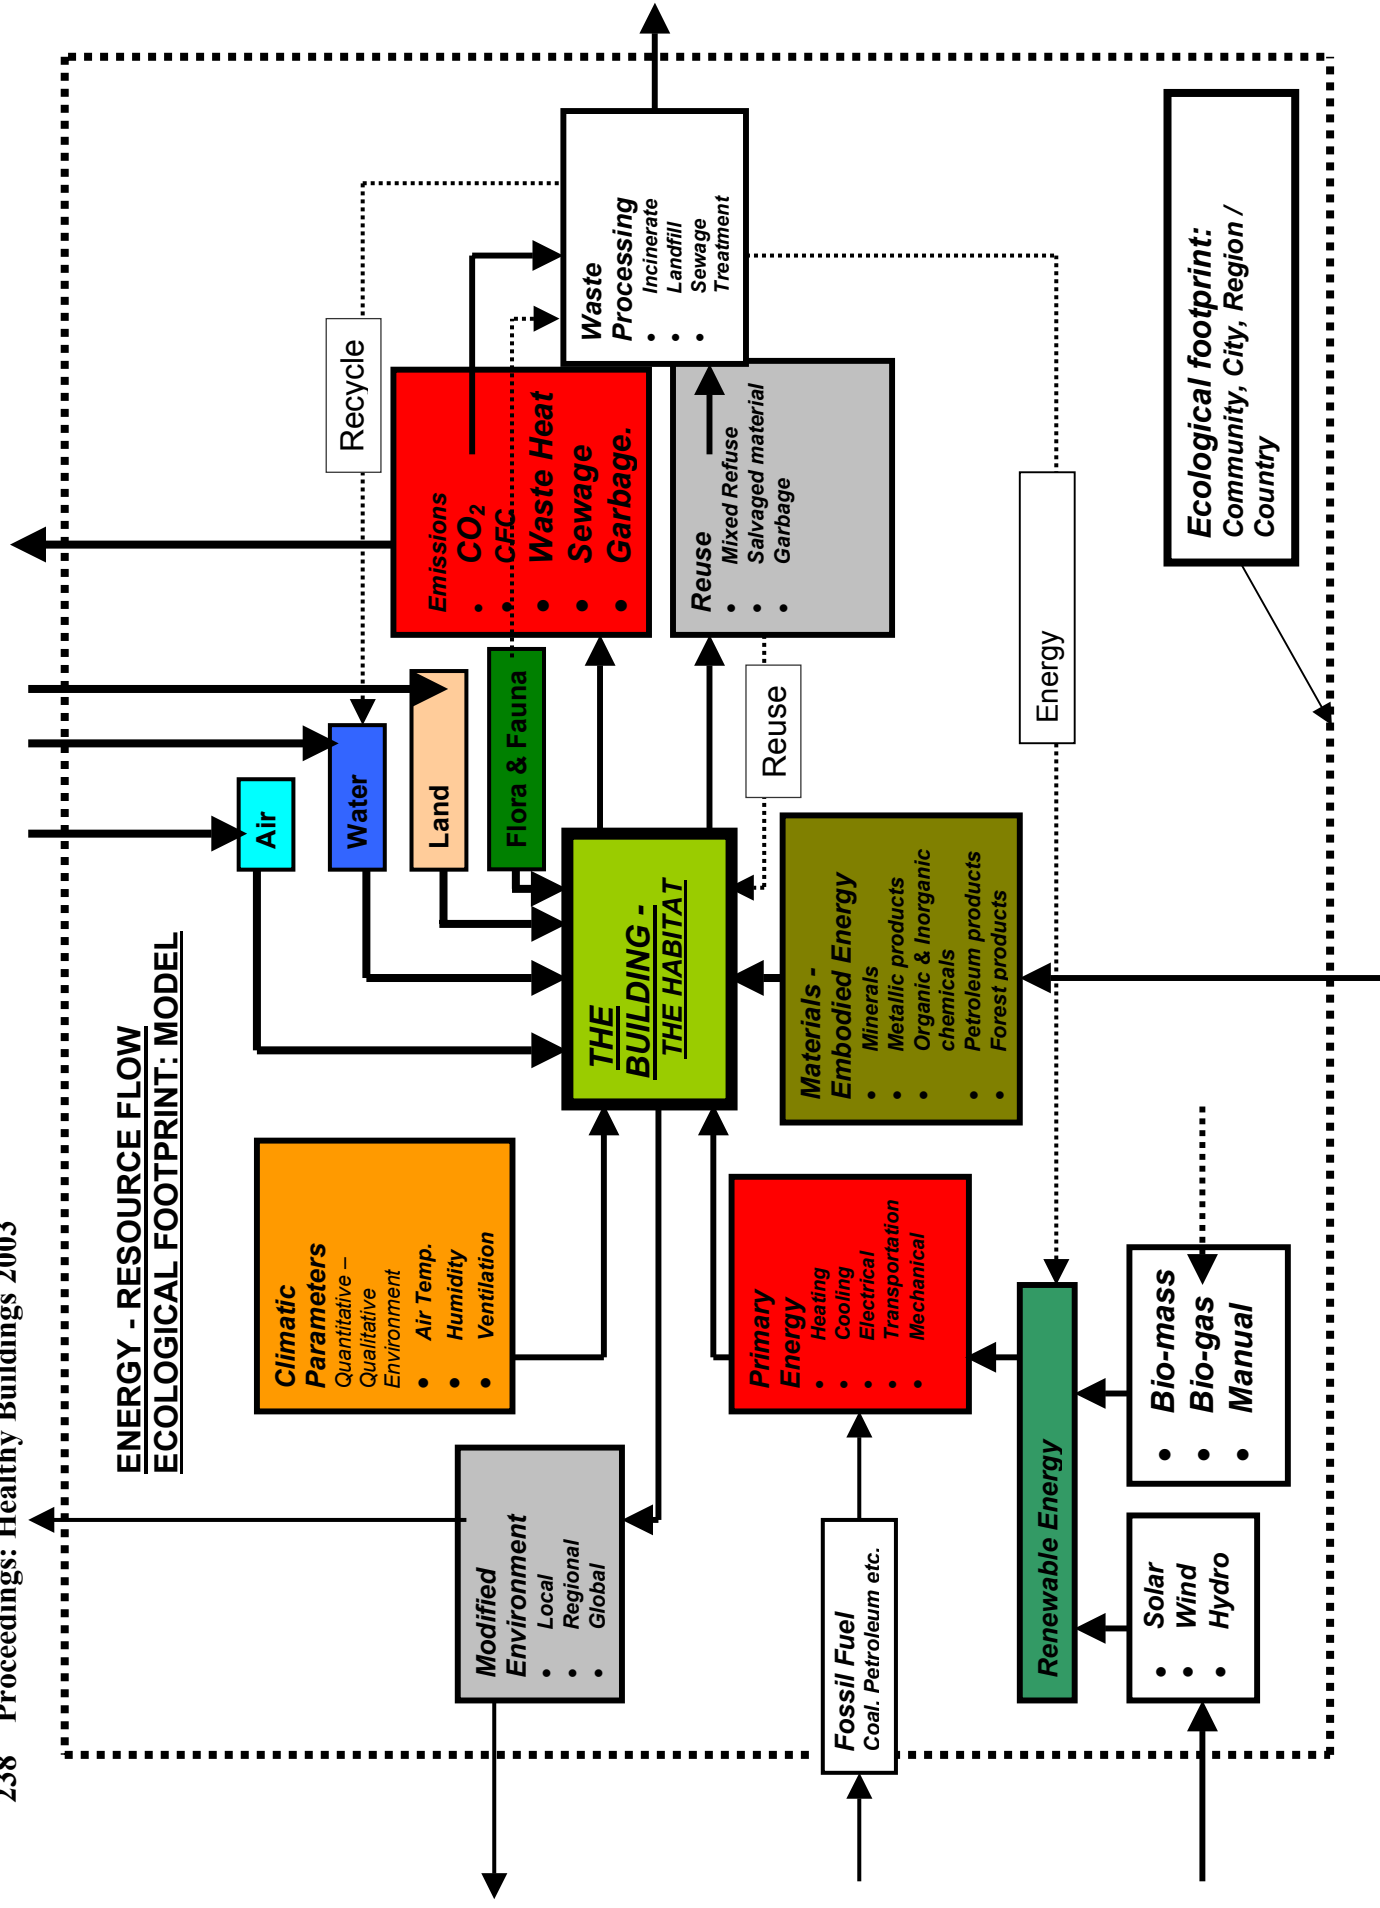 238 Proceedings: Healthy Buildings 2003
ENERGY - RESOURCE FLOW
ECOLOGICAL FOOTPRINT: MODEL
Modified
Environment
• Local
• Regional
• Global
Climatic
Parameters
Quantitative –
Qualitative
Environment
• Air Temp.
• Humidity
• Ventilation
Air
Water
Land
Flora & Fauna
Recycle
Emissions
• CO₂
• CFC
• Waste Heat
• Sewage
• Garbage.
Waste
Processing
• Incinerate
• Landfill
• Sewage
Treatment
THE
BUILDING -
THE HABITAT
Reuse
• Mixed Refuse
• Salvaged material
• Garbage
Reuse
Fossil Fuel
Coal. Petroleum etc.
Primary
Energy
• Heating
• Cooling
• Electrical
• Transportation
• Mechanical
Materials -
Embodied Energy
• Minerals
• Metallic products
• Organic & Inorganic
chemicals
• Petroleum products
• Forest products
Renewable Energy
Energy
• Solar
• Wind
• Hydro
• Bio-mass
• Bio-gas
• Manual
Ecological footprint:
Community, City, Region /
Country